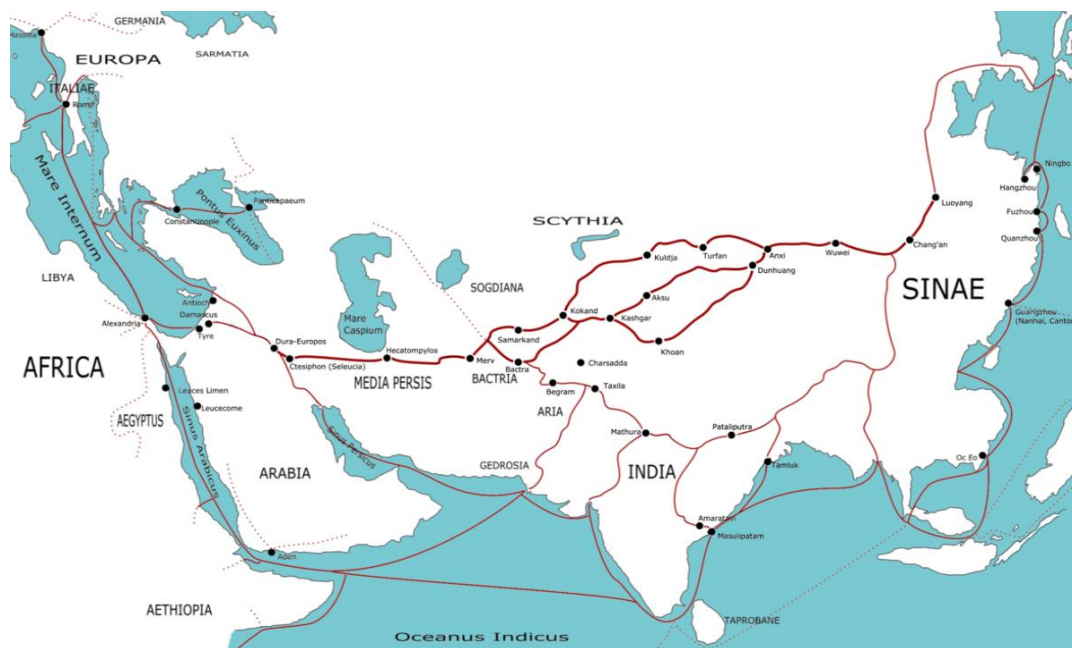 GERMANIA
Massilia
EUROPA
SARMATIA
ITALIAE
Rome
Mare Internum
Pontus Euxinus
Panticapaeum
Constantinople
LIBYA
SCYTHIA
Ningbo
Hangzhou
Luoyang
Fuzhou
Quanzhou
Chang'an
Wuwei
Anxi
Turfan
Kuldja
Dunhuang
SOGDIANA
Antioch
Damascus
Tyre
Alexandria
Mare
Caspium
Aksu
Kokand
Kashgar
Samarkand
SINAE
Guangzhou
(Nanhai, Canton)
Dura-Europos
Ctesiphon (Seleucia)
Hecatompylos
Merv
Khoan
AFRICA
MEDIA PERSIS
BACTRIA
Bactra
Charsadda
Leaces Limen
Leucecome
Begram
Taxila
AEGYPTUS
ARIA
Sinus Arabicus
Sinus Persicus
Mathura
Pataliputra
ARABIA
GEDROSIA
INDIA
Tamluk
Oc Eo
Masulipatam
Aden
AETHIOPIA
TAPROBANE
Oceanus Indicus